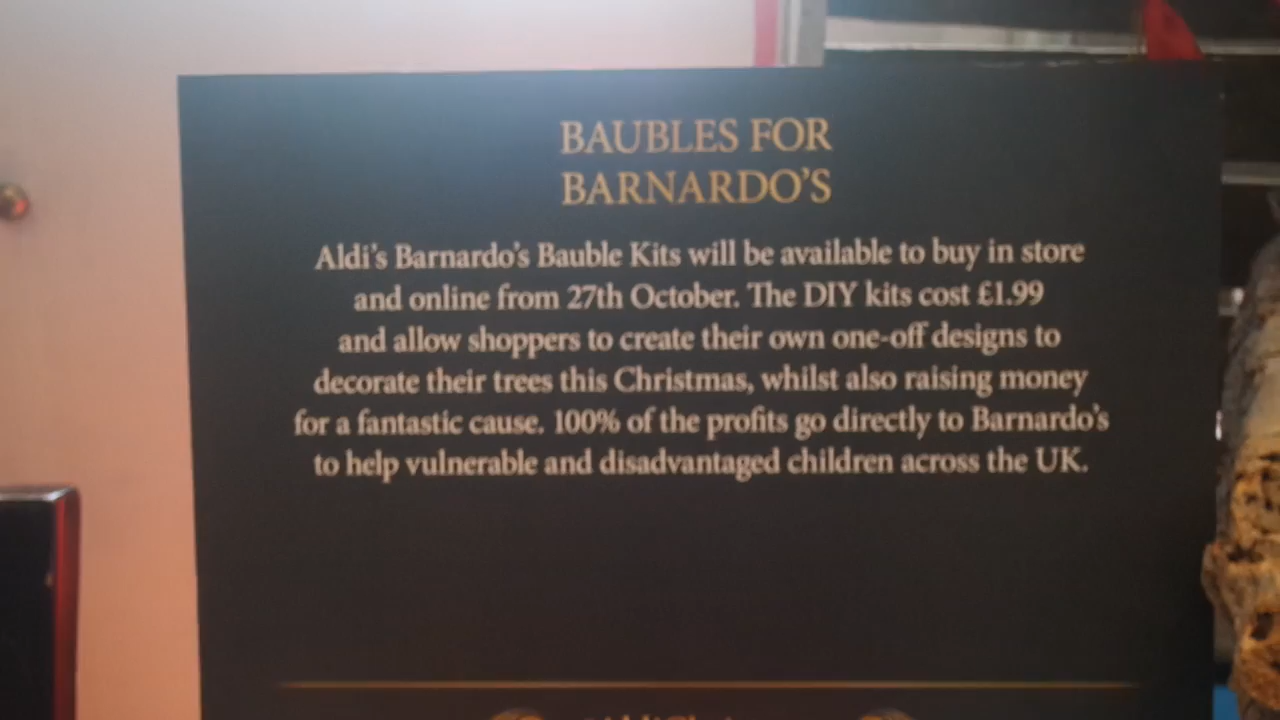 BAUBLES FOR
BARNARDO'S
Aldi's Barnardo's Bauble Kits will be available to buy in store
and online from 27th October. The DIY kits cost £1.99
and allow shoppers to create their own one-off designs to
decorate their trees this Christmas, whilst also raising money
for a fantastic cause. 100% of the profits go directly to Barnardo's
to help vulnerable and disadvantaged children across the UK.